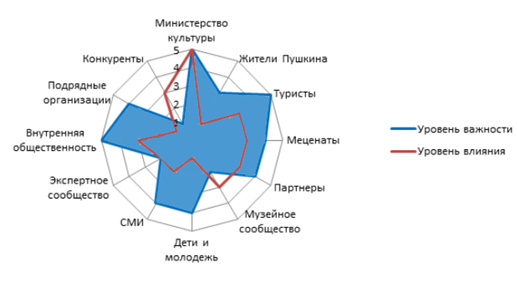 Министерство
культуры
Жители Пушкина
Туристы
Меценаты
Партнеры
Музейное
сообщество
Дети и
молодежь
СМИ
Экспертное
сообщество
Внутренняя
общественность
Подрядные
организации
Конкуренты
5
4
3
2
1
Уровень важности
Уровень влияния